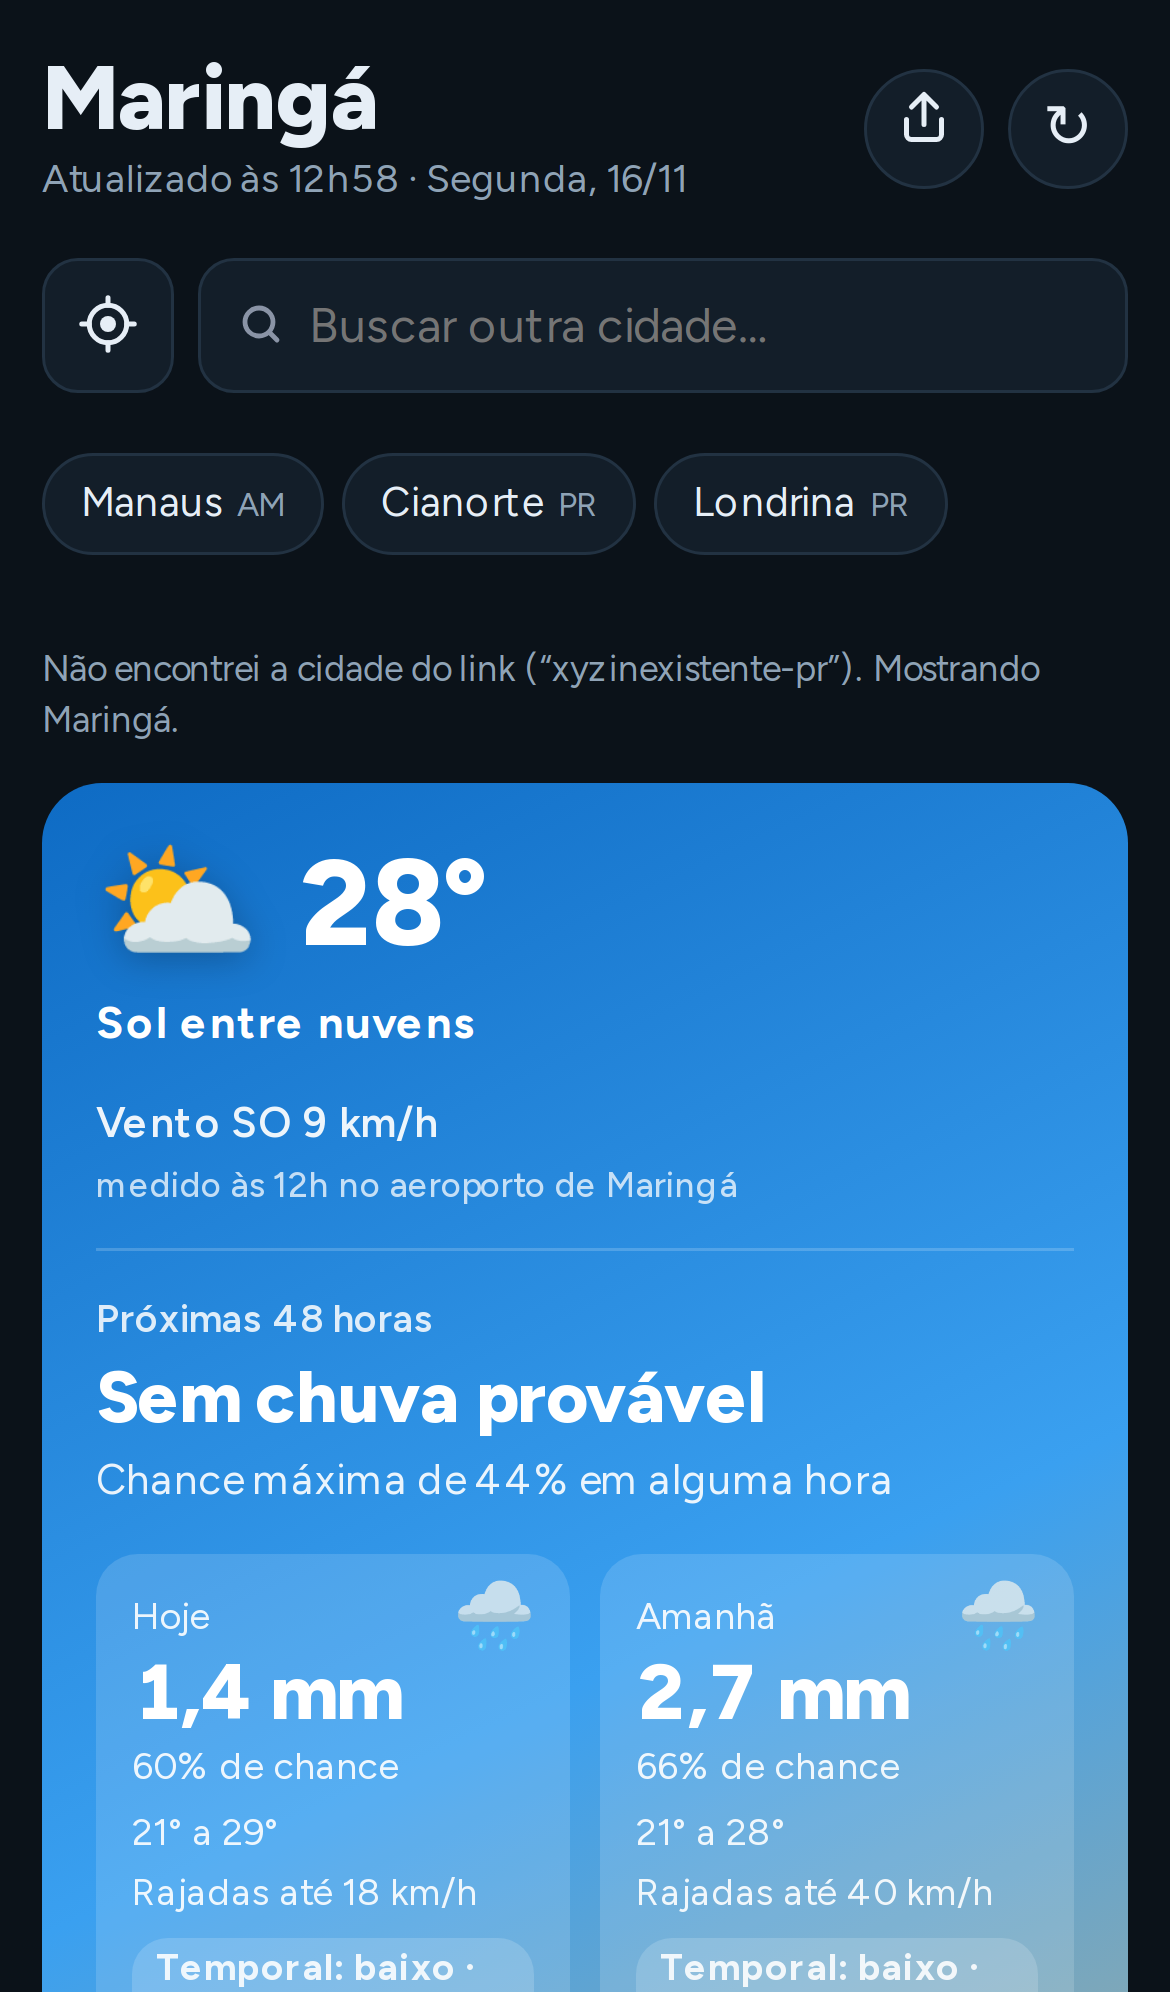 Maringá
Atualizado às 12h58 · Segunda, 16/11
Buscar outra cidade...
Manaus AM
Cianorte PR
Londrina PR
Não encontrei a cidade do link (“xyzinexistente-pr”). Mostrando
Maringá.
28°
Sol entre nuvens
Vento SO 9 km/h
medido às 12h no aeroporto de Maringá
Próximas 48 horas
Sem chuva provável
Chance máxima de 44% em alguma hora
Hoje
1,4 mm
60% de chance
21° a 29°
Rajadas até 18 km/h
Temporal: baixo ·
Amanhã
2,7 mm
66% de chance
21° a 28°
Rajadas até 40 km/h
Temporal: baixo ·